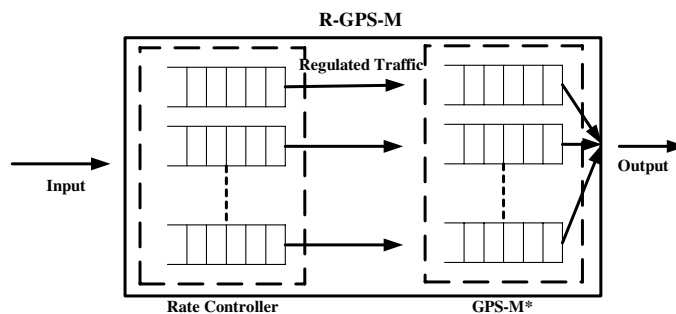 R-GPS-M
Regulated Traffic
Input
Output
Rate Controller
GPS-M*